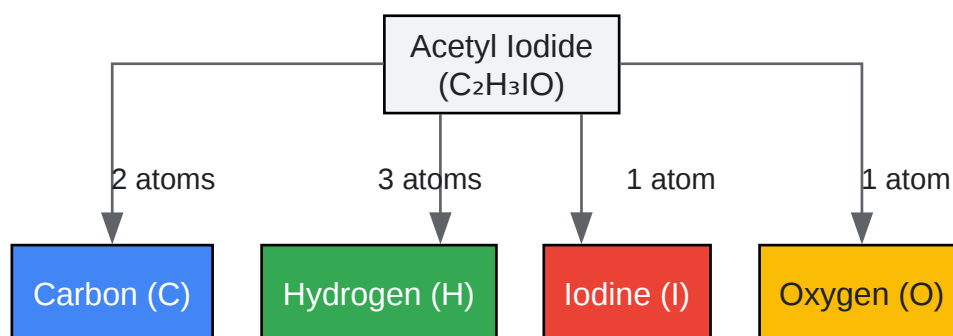 Acetyl Iodide
(C₂H₃IO)
2 atoms
3 atoms
1 atom
1 atom
Carbon (C)
Hydrogen (H)
Iodine (I)
Oxygen (O)